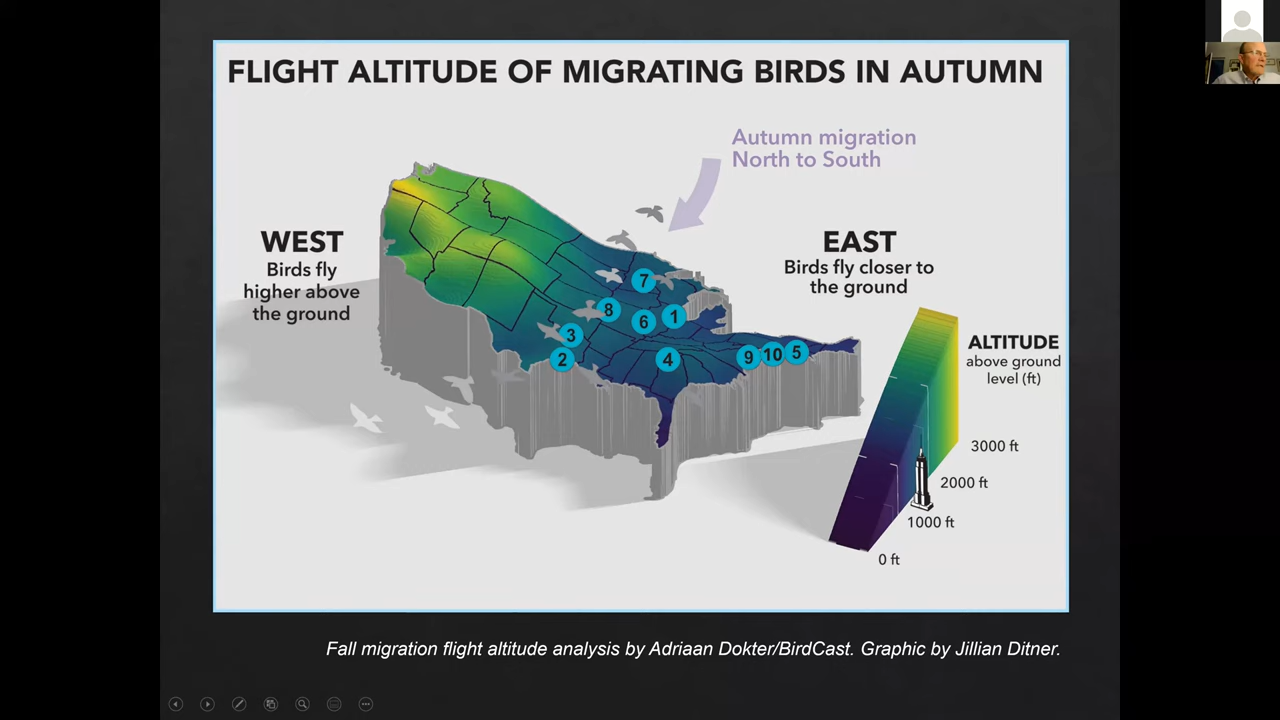 FLIGHT ALTITUDE OF MIGRATING BIRDS IN AUTUMN
Autumn migration
North to South
WEST
Birds fly
higher above
the ground
EAST
Birds fly closer to
the ground
7
8
6
1
3
2
4
9
10
5
ALTITUDE
above ground
level (ft)
3000 ft
2000 ft
1000 ft
0 ft
Fall migration flight altitude analysis by Adriaan Dokter/BirdCast. Graphic by Jillian Ditner.